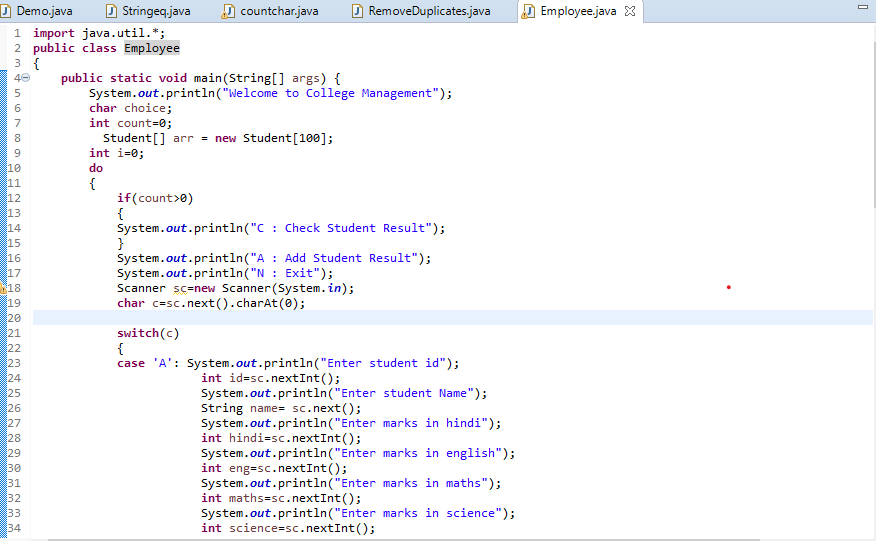 Demo.java Stringeq.java countchar.java RemoveDuplicates.java Employee.java
1 import java.util.*;
2 public class Employee
3 {
4 public static void main(String[] args) {
5 System.out.println("Welcome to College Management");
6 char choice;
7 int count=0;
8 Student[] arr = new Student[100];
9 int i=0;
10 do
11 {
12 if(count>0)
13 {
14 System.out.println("C : Check Student Result");
15 }
16 System.out.println("A : Add Student Result");
17 System.out.println("N : Exit");
18 Scanner sc=new Scanner(System.in);
19 char c=sc.next().charAt(0);
20
21 switch(c)
22 {
23 case 'A': System.out.println("Enter student id");
24 int id=sc.nextInt();
25 System.out.println("Enter student Name");
26 String name= sc.next();
27 System.out.println("Enter marks in hindi");
28 int hindi=sc.nextInt();
29 System.out.println("Enter marks in english");
30 int eng=sc.nextInt();
31 System.out.println("Enter marks in maths");
32 int maths=sc.nextInt();
33 System.out.println("Enter marks in science");
34 int science=sc.nextInt();